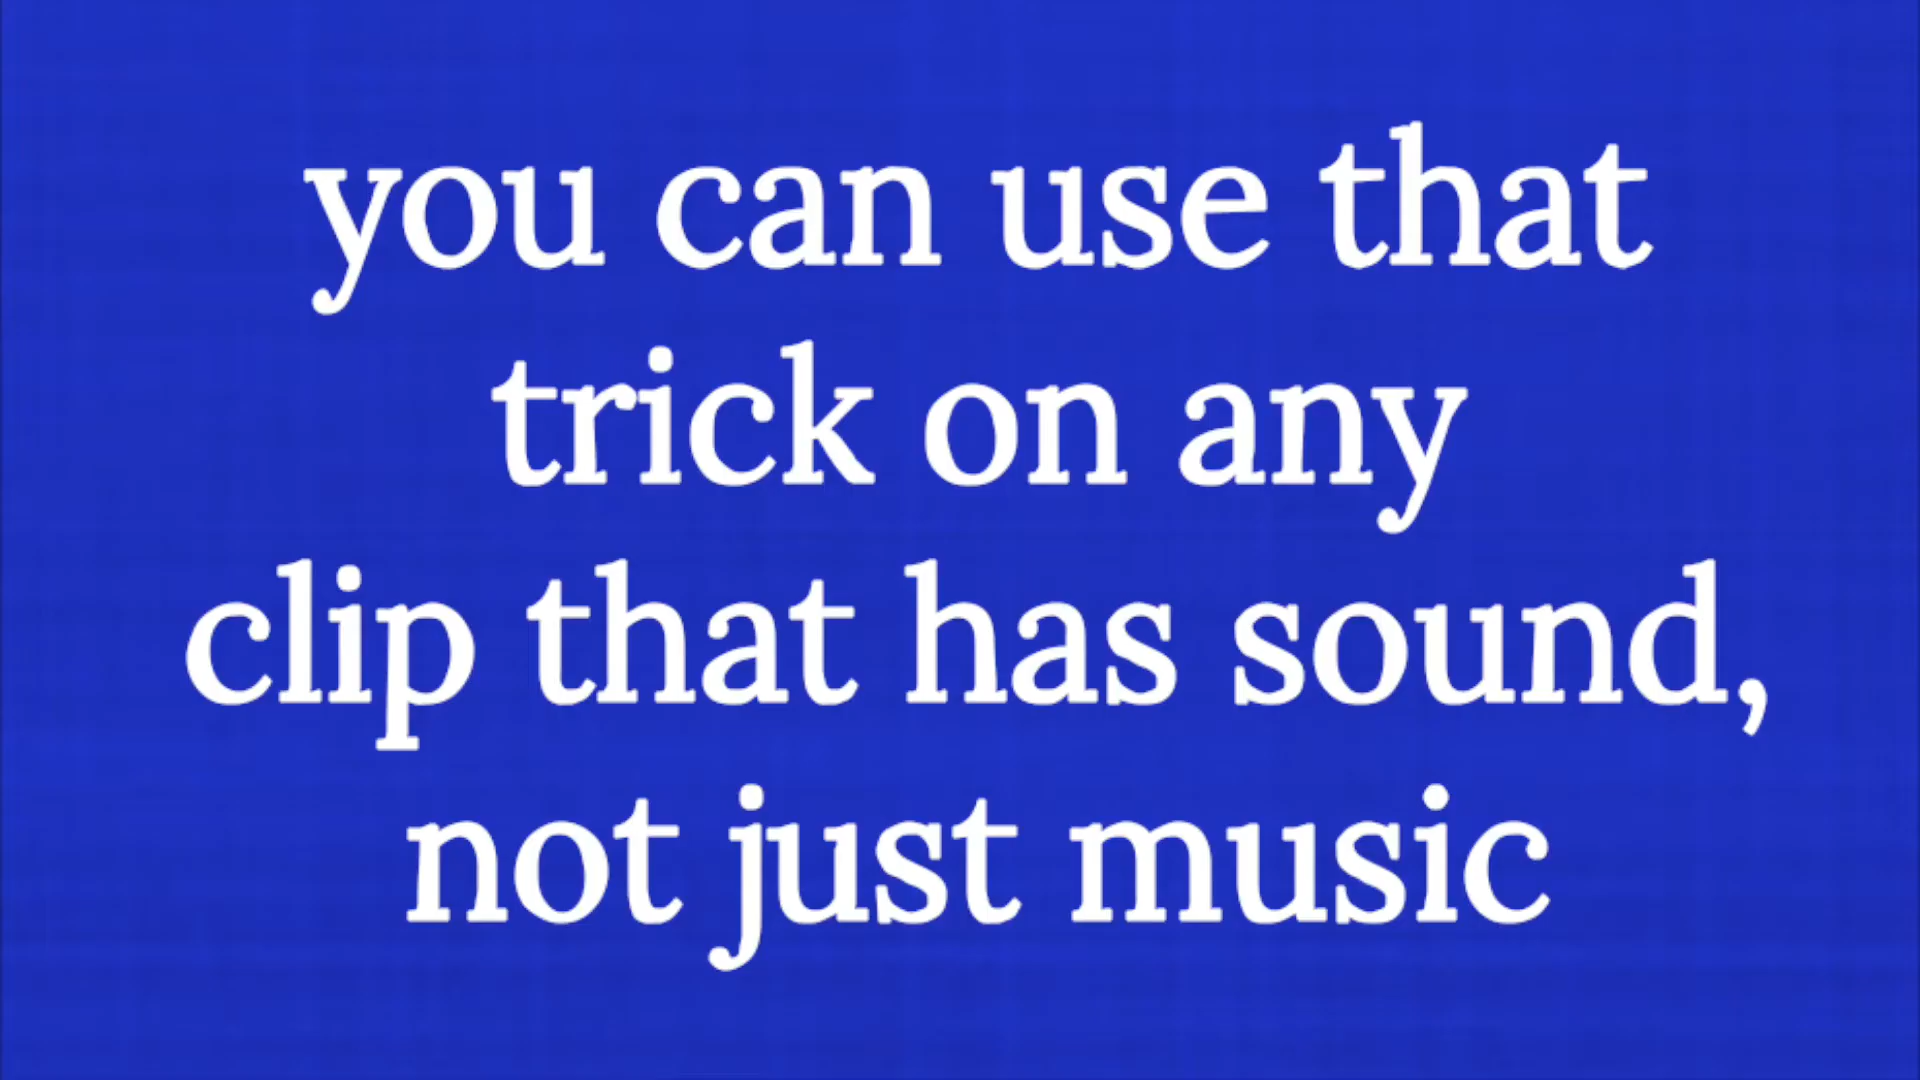 you can use that
trick on any
clip that has sound,
not just music